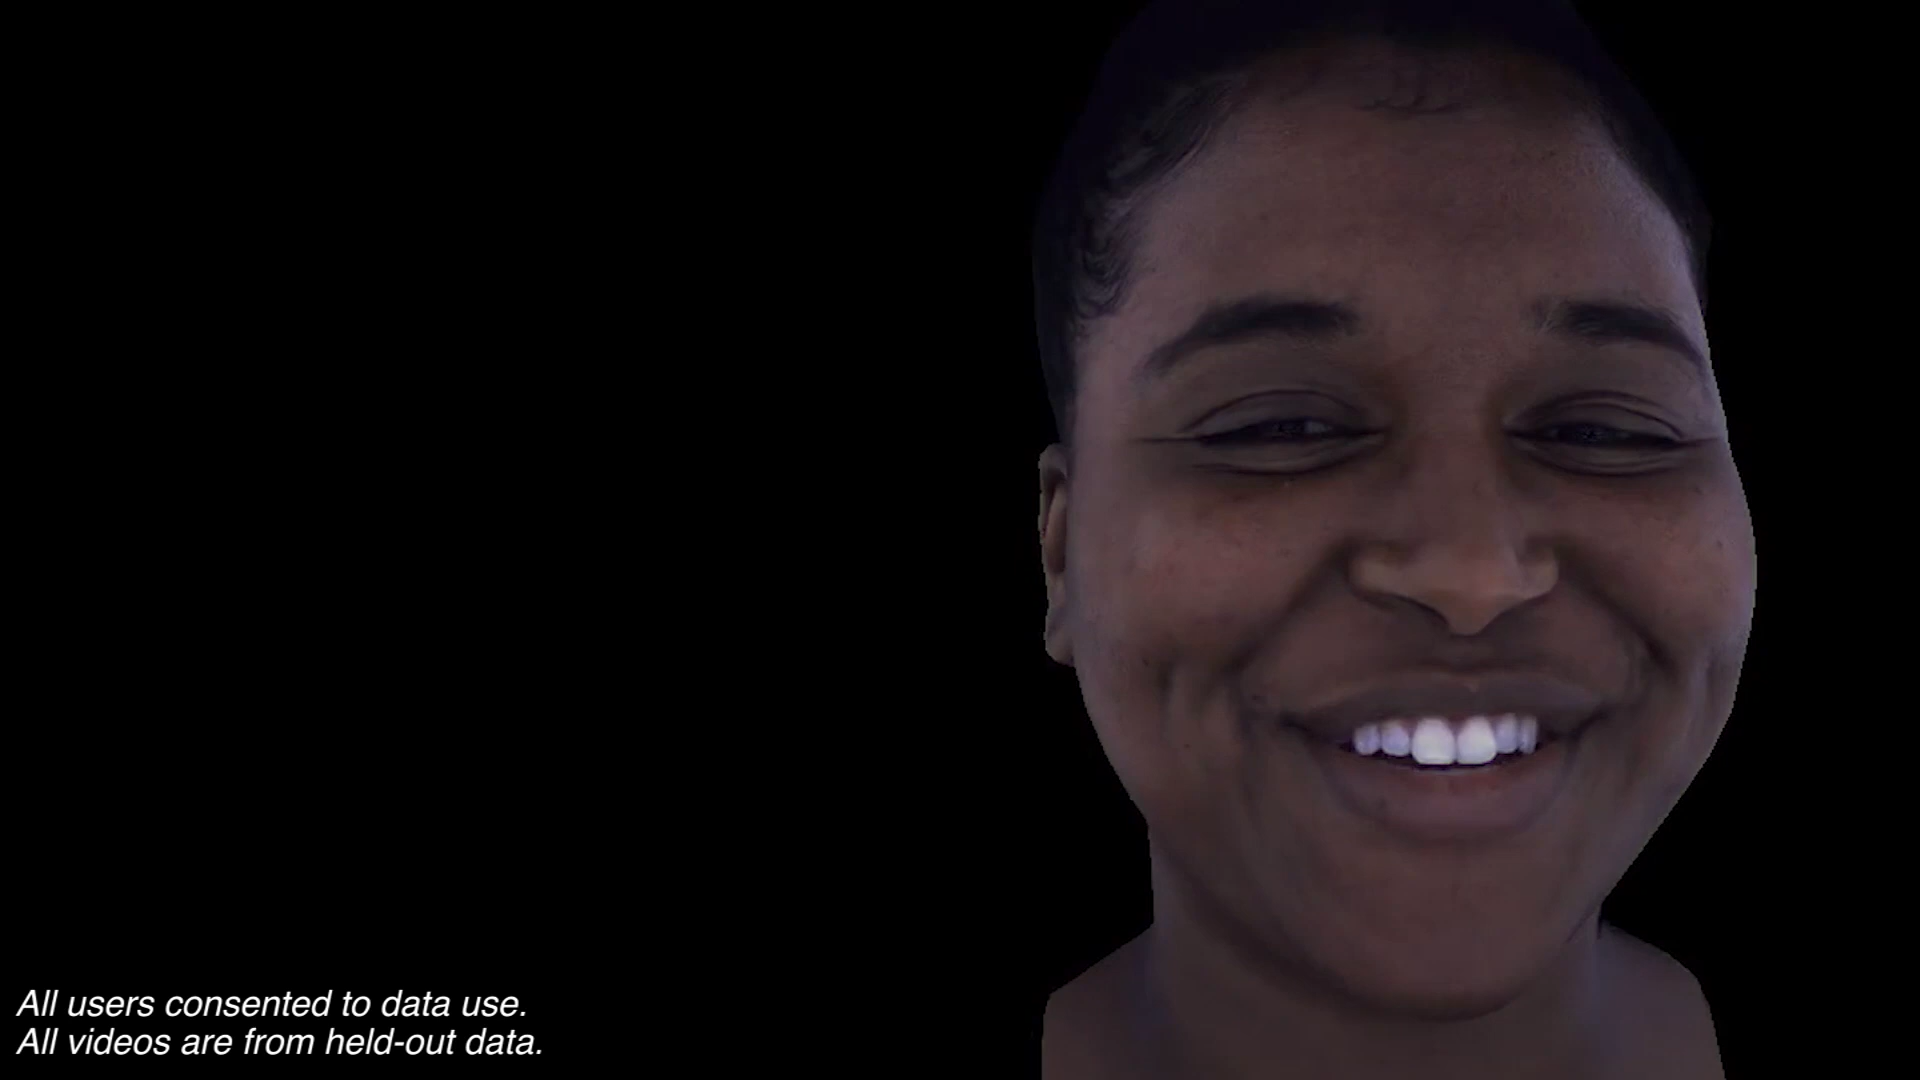 All users consented to data use.
All videos are from held-out data.